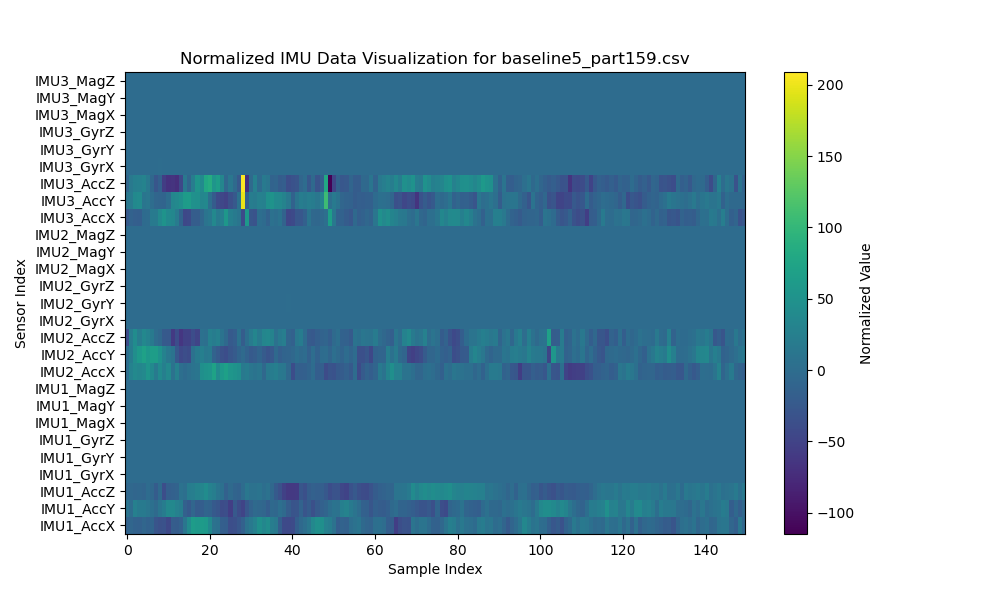 Normalized IMU Data Visualization for baseline5_part159.csv
IMU3_MagZ
IMU3_MagY
IMU3_MagX
IMU3_GyrZ
IMU3_GyrY
IMU3_GyrX
IMU3_AccZ
IMU3_AccY
IMU3_AccX
IMU2_MagZ
IMU2_MagY
IMU2_MagX
IMU2_GyrZ
IMU2_GyrY
IMU2_GyrX
IMU2_AccZ
IMU2_AccY
IMU2_AccX
IMU1_MagZ
IMU1_MagY
IMU1_MagX
IMU1_GyrZ
IMU1_GyrY
IMU1_GyrX
IMU1_AccZ
IMU1_AccY
IMU1_AccX
Sensor Index
0 20 40 60 80 100 120 140
Sample Index
200
150
100
50
0
−50
−100
Normalized Value